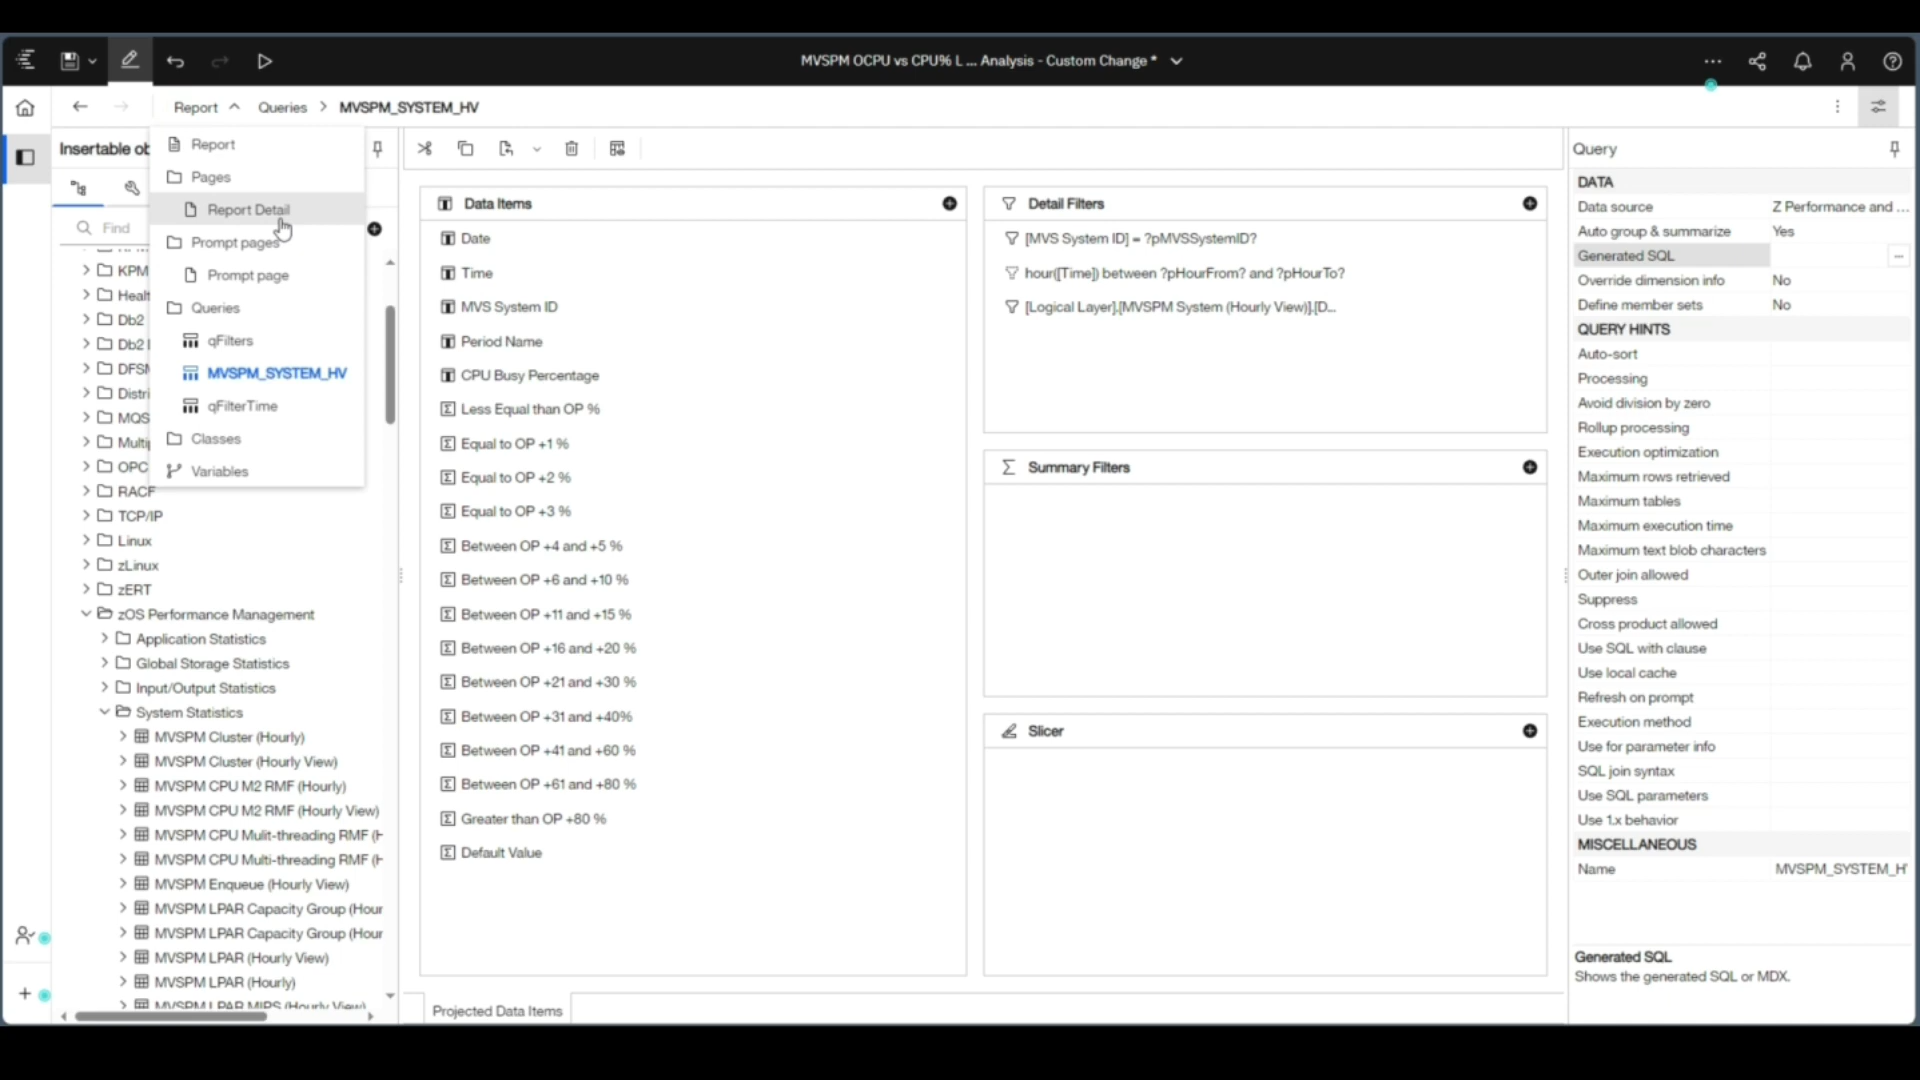 MVSPM OCPU vs CPU% L ... Analysis - Custom Change *
Report
Queries
MVSPM_SYSTEM_HV
Insertable ob
Find
KPM
Healt
Db2
Db2 I
DFSM
Distri
MQS
Multi
OPC
RACF
TCP/IP
Linux
zLinux
zERT
zOS Performance Management
Application Statistics
Global Storage Statistics
Input/Output Statistics
System Statistics
MVSPM Cluster (Hourly)
MVSPM Cluster (Hourly View)
MVSPM CPU M2 RMF (Hourly)
MVSPM CPU M2 RMF (Hourly View)
MVSPM CPU Mulit-threading RMF (H
MVSPM CPU Multi-threading RMF (H
MVSPM Enqueue (Hourly View)
MVSPM LPAR Capacity Group (Hour
MVSPM LPAR Capacity Group (Hour
MVSPM LPAR (Hourly View)
MVSPM LPAR (Hourly)
MVSPM LPAR MIPS (Hourly View)
Report
Pages
Report Detail
Prompt pages
Prompt page
Queries
qFilters
MVSPM_SYSTEM_HV
qFilterTime
Classes
Variables
Data Items
Date
Time
MVS System ID
Period Name
CPU Busy Percentage
Less Equal than OP %
Equal to OP +1 %
Equal to OP +2 %
Equal to OP +3 %
Between OP +4 and +5 %
Between OP +6 and +10 %
Between OP +11 and +15 %
Between OP +16 and +20 %
Between OP +21 and +30 %
Between OP +31 and +40%
Between OP +41 and +60 %
Between OP +61 and +80 %
Greater than OP +80 %
Default Value
Detail Filters
[MVS System ID] = ?pMVSSystemID?
hour([Time]) between ?pHourFrom? and ?pHourTo?
[Logical Layer].[MVSPM System (Hourly View)].[D...
Summary Filters
Slicer
Projected Data Items
Query
DATA
Data source Z Performance and ...
Auto group & summarize Yes
Generated SQL ...
Override dimension info No
Define member sets No
QUERY HINTS
Auto-sort
Processing
Avoid division by zero
Rollup processing
Execution optimization
Maximum rows retrieved
Maximum tables
Maximum execution time
Maximum text blob characters
Outer join allowed
Suppress
Cross product allowed
Use SQL with clause
Use local cache
Refresh on prompt
Execution method
Use for parameter info
SQL join syntax
Use SQL parameters
Use 1.x behavior
MISCELLANEOUS
Name MVSPM_SYSTEM_H
Generated SQL
Shows the generated SQL or MDX.